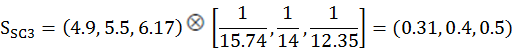 S_SC3 = (4.9, 5.5, 6.17) ⊗ [1/15.74, 1/14, 1/12.35] = (0.31, 0.4, 0.5)